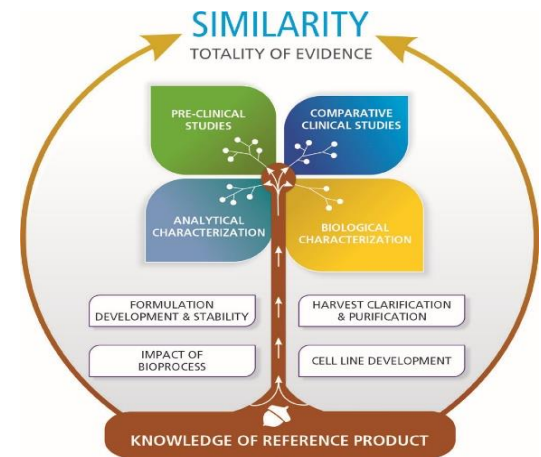 SIMILARITY
TOTALITY OF EVIDENCE
PRE-CLINICAL
STUDIES
COMPARATIVE
CLINICAL STUDIES
ANALYTICAL
CHARACTERIZATION
BIOLOGICAL
CHARACTERIZATION
FORMULATION
DEVELOPMENT & STABILITY
HARVEST CLARIFICATION
& PURIFICATION
IMPACT OF
BIOPROCESS
CELL LINE DEVELOPMENT
KNOWLEDGE OF REFERENCE PRODUCT